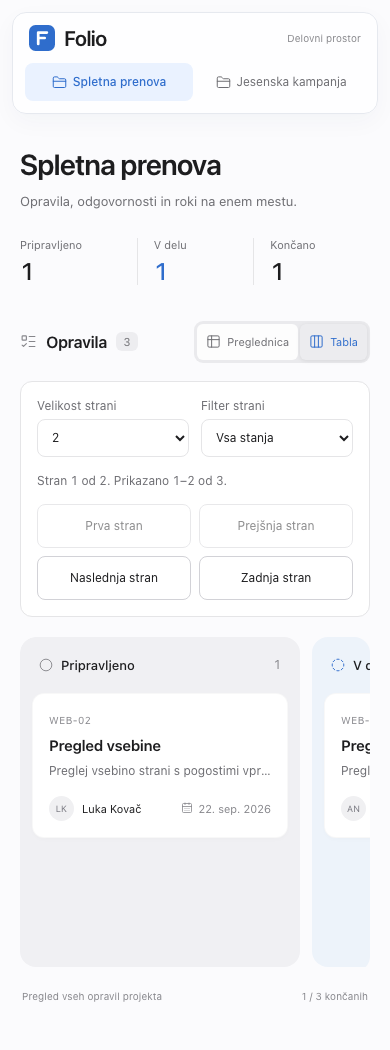 Folio
Delovni prostor
Spletna prenova
Jesenska kampanja
Spletna prenova
Opravila, odgovornosti in roki na enem mestu.
Pripravljeno
V delu
Končano
1
1
1
Opravila 3
Preglednica
Tabla
Velikost strani
Filter strani
2
Vsa stanja
Stran 1 od 2. Prikazano 1–2 od 3.
Prva stran
Prejšnja stran
Naslednja stran
Zadnja stran
Pripravljeno 1
WEB-02
Pregled vsebine
Preglej vsebino strani s pogostimi vpr…
LK Luka Kovač 22. sep. 2026
V
WEB-
AN
Pregled vseh opravil projekta
1 / 3 končanih